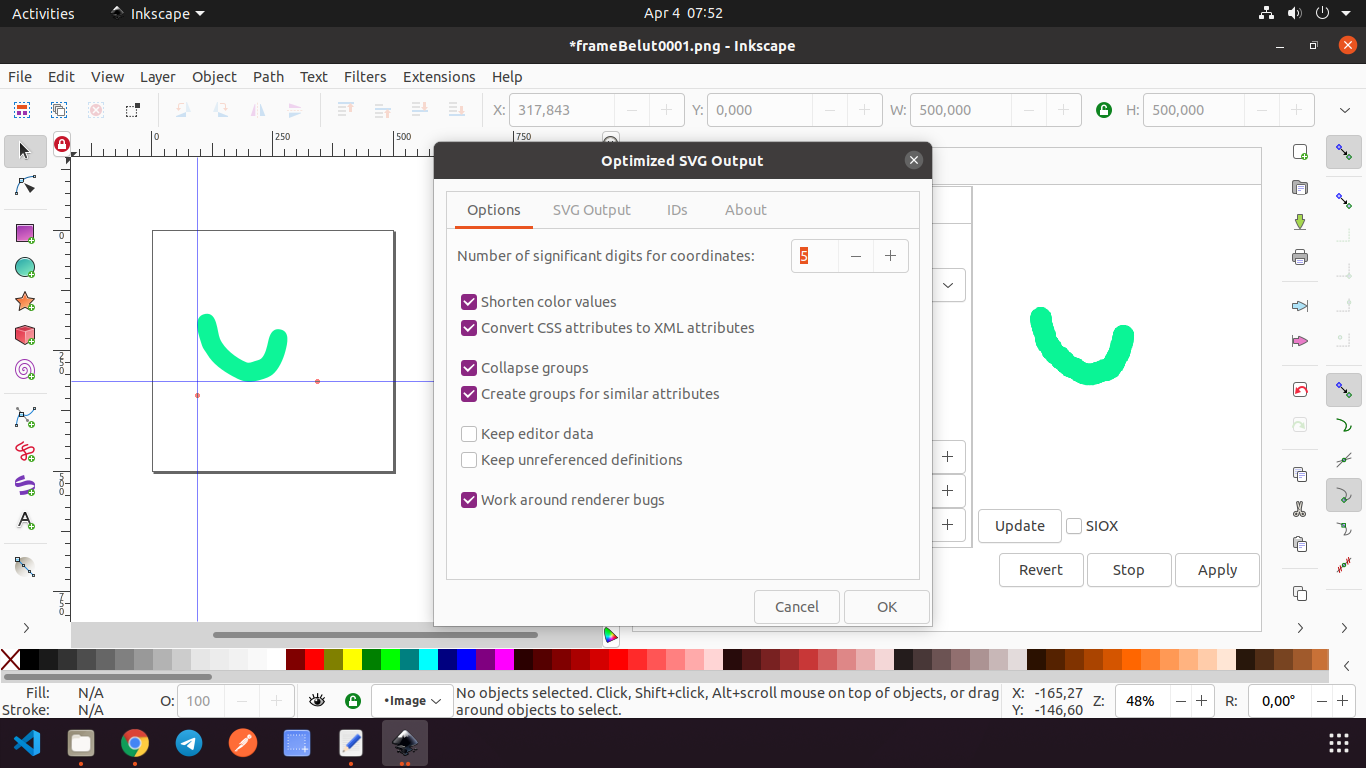 Activities Inkscape Apr 4 07:52
*frameBelut0001.png - Inkscape
File Edit View Layer Object Path Text Filters Extensions Help
X: 317,843 Y: 0,000 W: 500,000 H: 500,000
0 250 500 750
Optimized SVG Output
Options SVG Output IDs About
0
Number of significant digits for coordinates: 5
Shorten color values
Convert CSS attributes to XML attributes
250
Collapse groups
Create groups for similar attributes
Keep editor data
Keep unreferenced definitions
500
Work around renderer bugs
Update SIOX
Revert Stop Apply
750
Cancel OK
Fill: N/A
Stroke: N/A
O: 100
•Image
No objects selected. Click, Shift+click, Alt+scroll mouse on top of objects, or drag
around objects to select.
X: -165,27
Y: -146,60
Z: 48% R: 0,00°